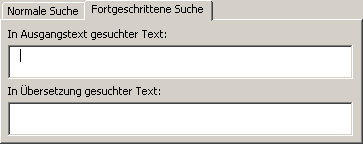 Normale Suche Fortgeschrittene Suche
In Ausgangstext gesuchter Text:
In Übersetzung gesuchter Text: